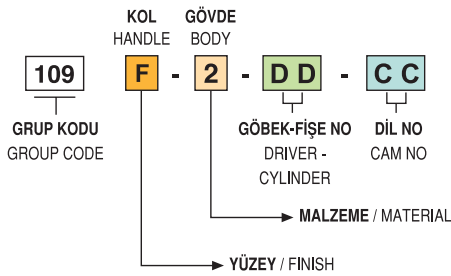 KOL GÖVDE
HANDLE BODY
109 F - 2 - D D - C C
GRUP KODU
GROUP CODE
GÖBEK-FİŞE NO
DRIVER -
CYLINDER
DİL NO
CAM NO
MALZEME / MATERIAL
YÜZEY / FINISH